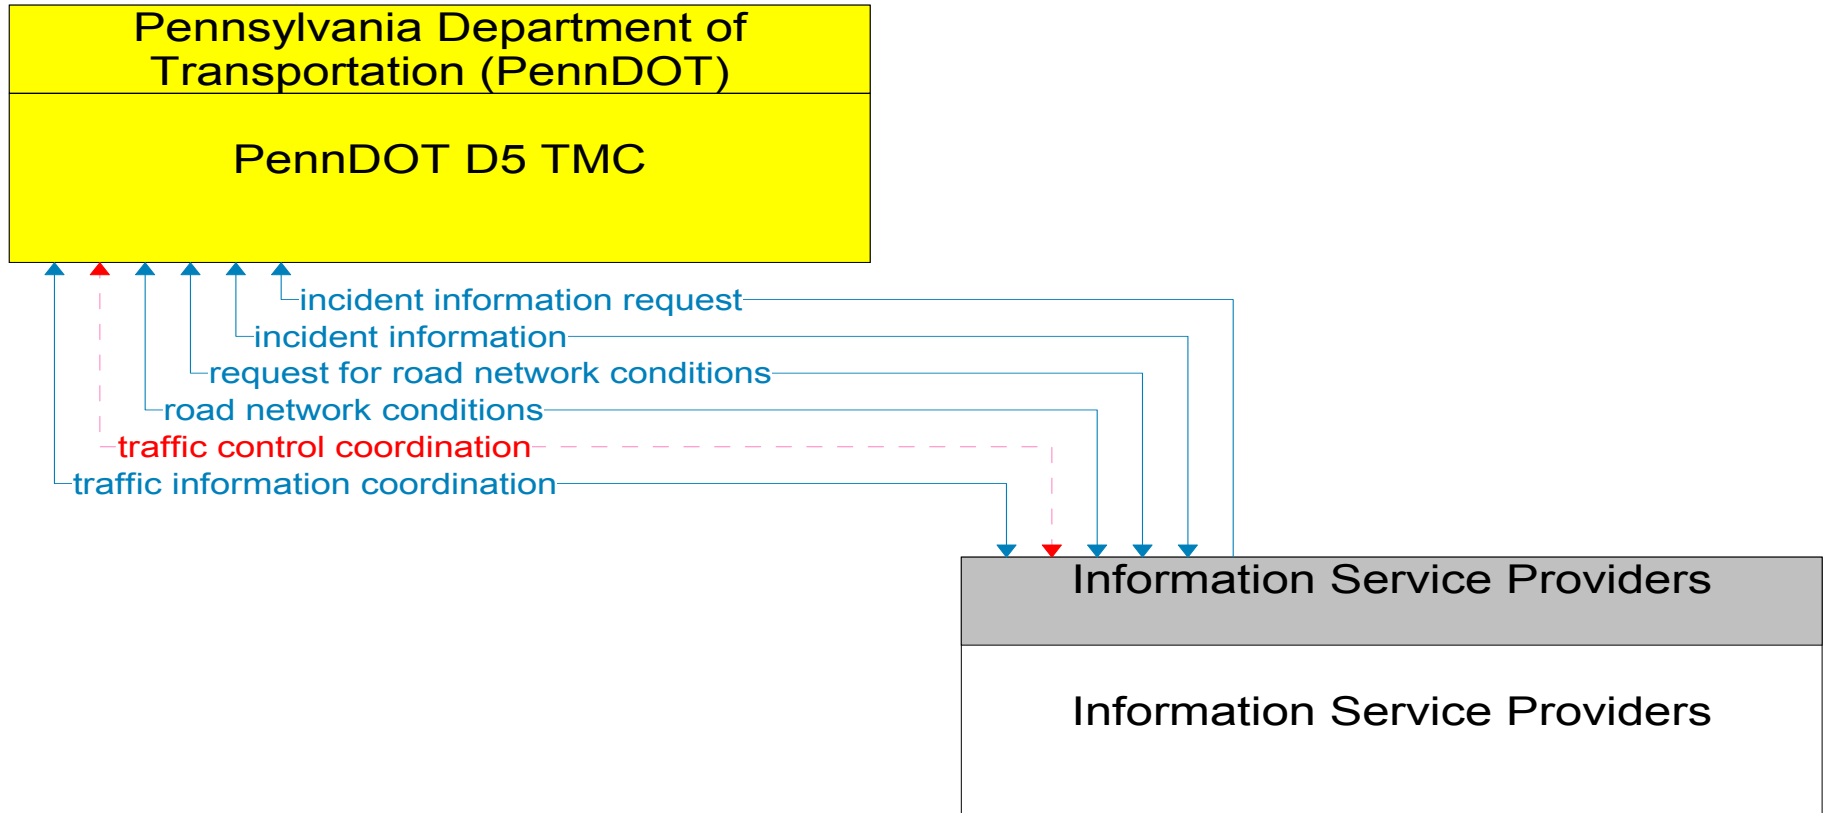 Pennsylvania Department of
Transportation (PennDOT)
PennDOT D5 TMC
incident information request
incident information
request for road network conditions
road network conditions
traffic control coordination
traffic information coordination
Information Service Providers
Information Service Providers